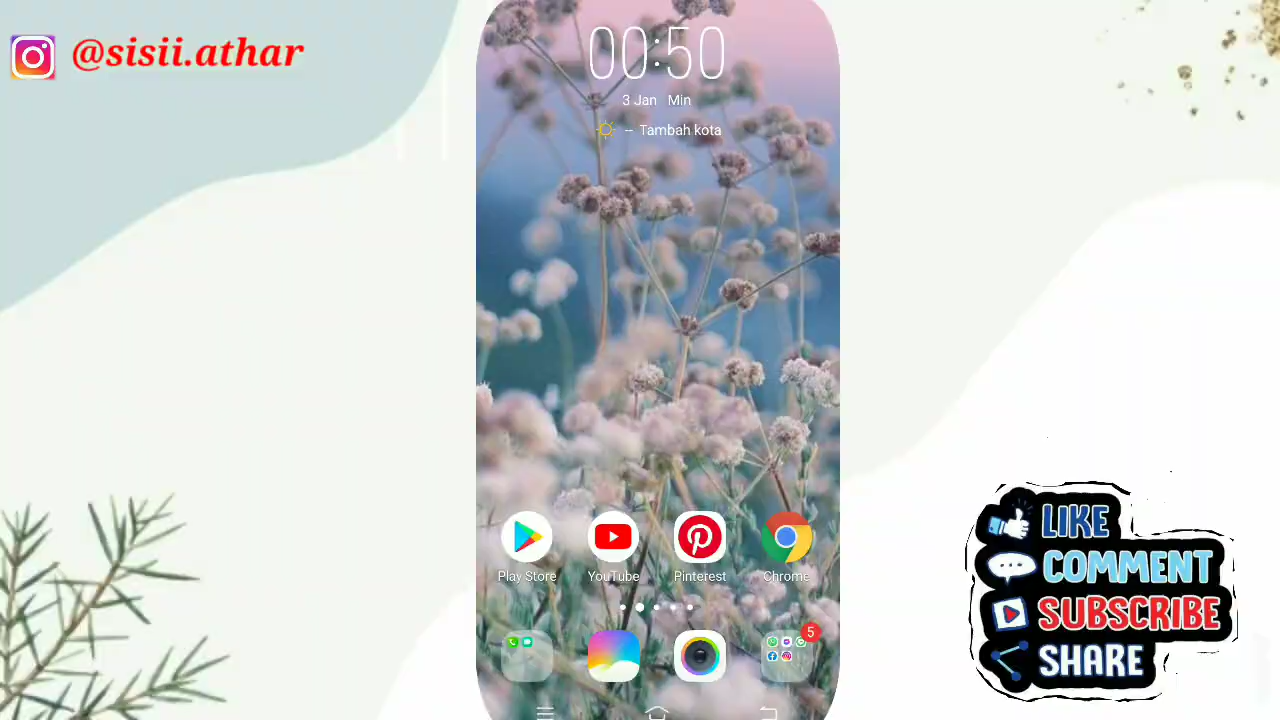 @sisii.athar
00:50
3 Jan Min
-- Tambah kota
Play Store
YouTube
Pinterest
Chrome
5
LIKE
COMMENT
SUBSCRIBE
SHARE